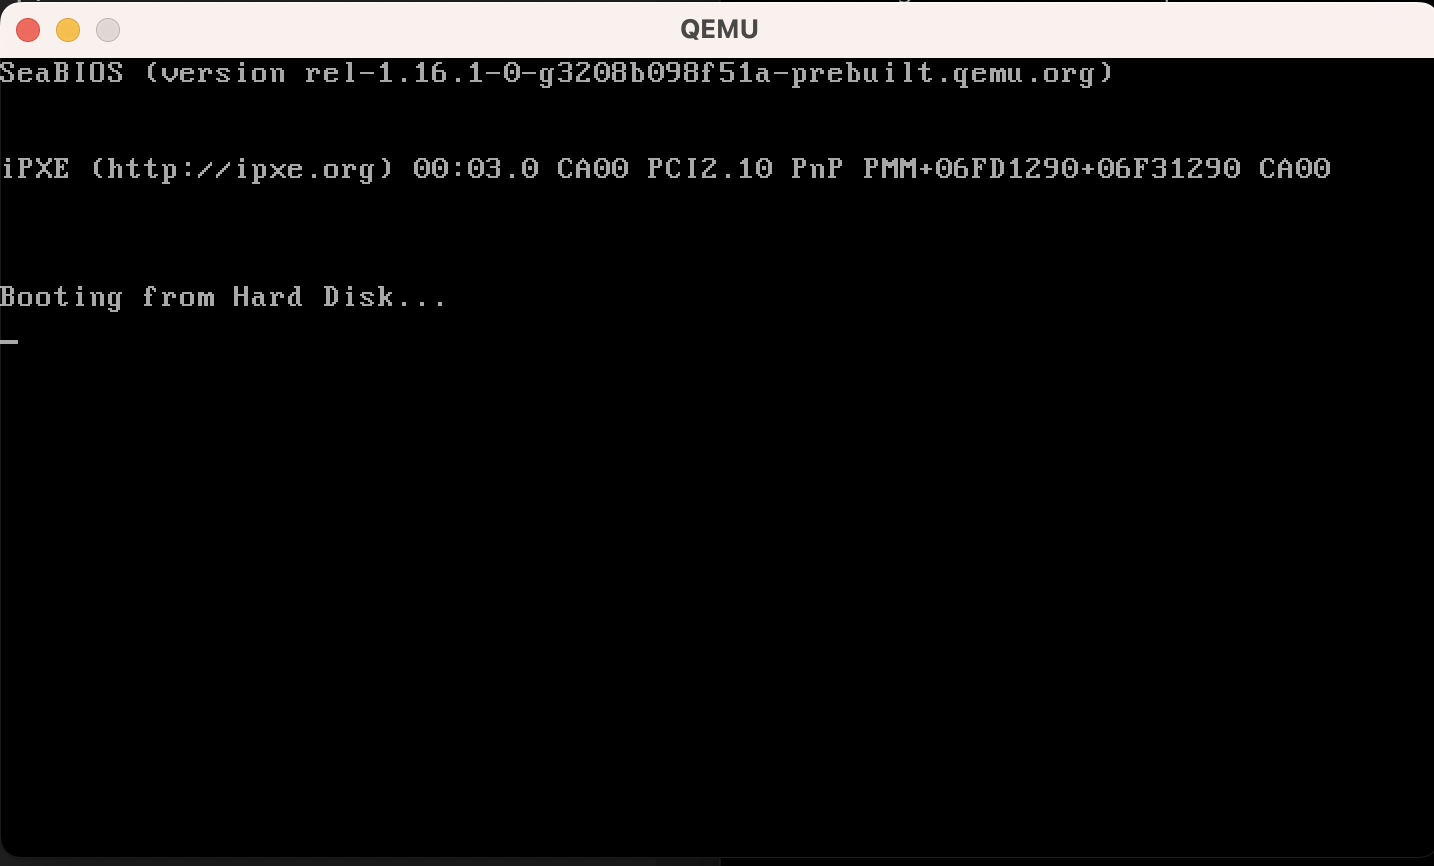 QEMU
SeaBIOS (version rel-1.16.1-0-g3208b098f51a-prebuilt.qemu.org)
iPXE (http://ipxe.org) 00:03.0 CA00 PCI2.10 PnP PMM+06FD1290+06F31290 CA00
Booting from Hard Disk...